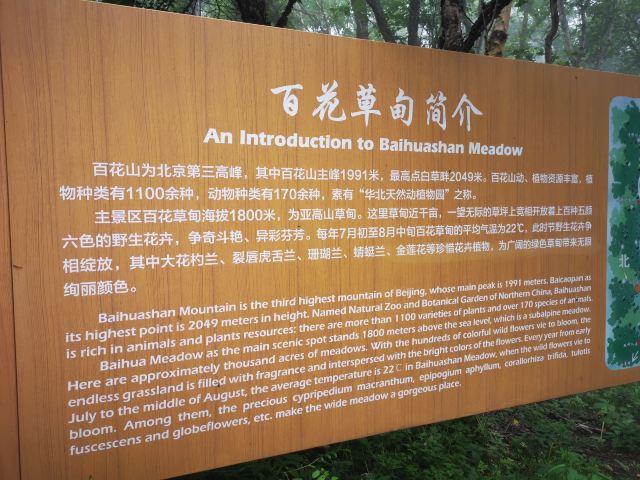 百花草甸简介
An Introduction to Baihuashan Meadow
百花山为北京第三高峰，其中百花山主峰1991米，最高点白草畔2049米。百花山动、植物资源丰富，植
物种类有1100余种，动物种类有170余种，素有“华北天然动植物园”之称。
主景区百花草甸海拔1800米，为亚高山草甸。这里草甸近千亩，一望无际的草坪上竞相开放着上百种五颜
六色的野生花卉，争奇斗艳、异彩芬芳。每年7月初至8月中旬百花草甸的平均气温为22℃，此时节野生花卉争
相绽放，其中大花杓兰、裂唇虎舌兰、珊瑚兰、蜻蜓兰、金莲花等珍惜花卉植物，为广阔的绿色草甸带来无限
绚丽颜色。
Baihuashan Mountain is the third highest mountain of Beijing, whose main peak is 1991 meters. Baicaopan as
its highest point is 2049 meters in height. Named Natural Zoo and Botanical Garden of Northern China, Baihuashan
is rich in animals and plants resources: there are more than 1100 varieties of plants and over 170 species of animals.
Baihua Meadow as the main scenic spot stands 1800 meters above the sea level, which is a subalpine meadow.
Here are approximately thousand acres of meadows. With the hundreds of colorful wild flowers vie to bloom, the
endless grassland is filled with fragrance and interspersed with the bright colors of the flowers. Every year from early
July to the middle of August, the average temperature is 22℃ in Baihuashan Meadow, when the wild flowers vie to
bloom. Among them, the precious cypripedium macranthum, epipogium aphyllum, corallorhiza trifida, tulotis
fuscescens and globeflowers, etc. make the wide meadow a gorgeous place.
北